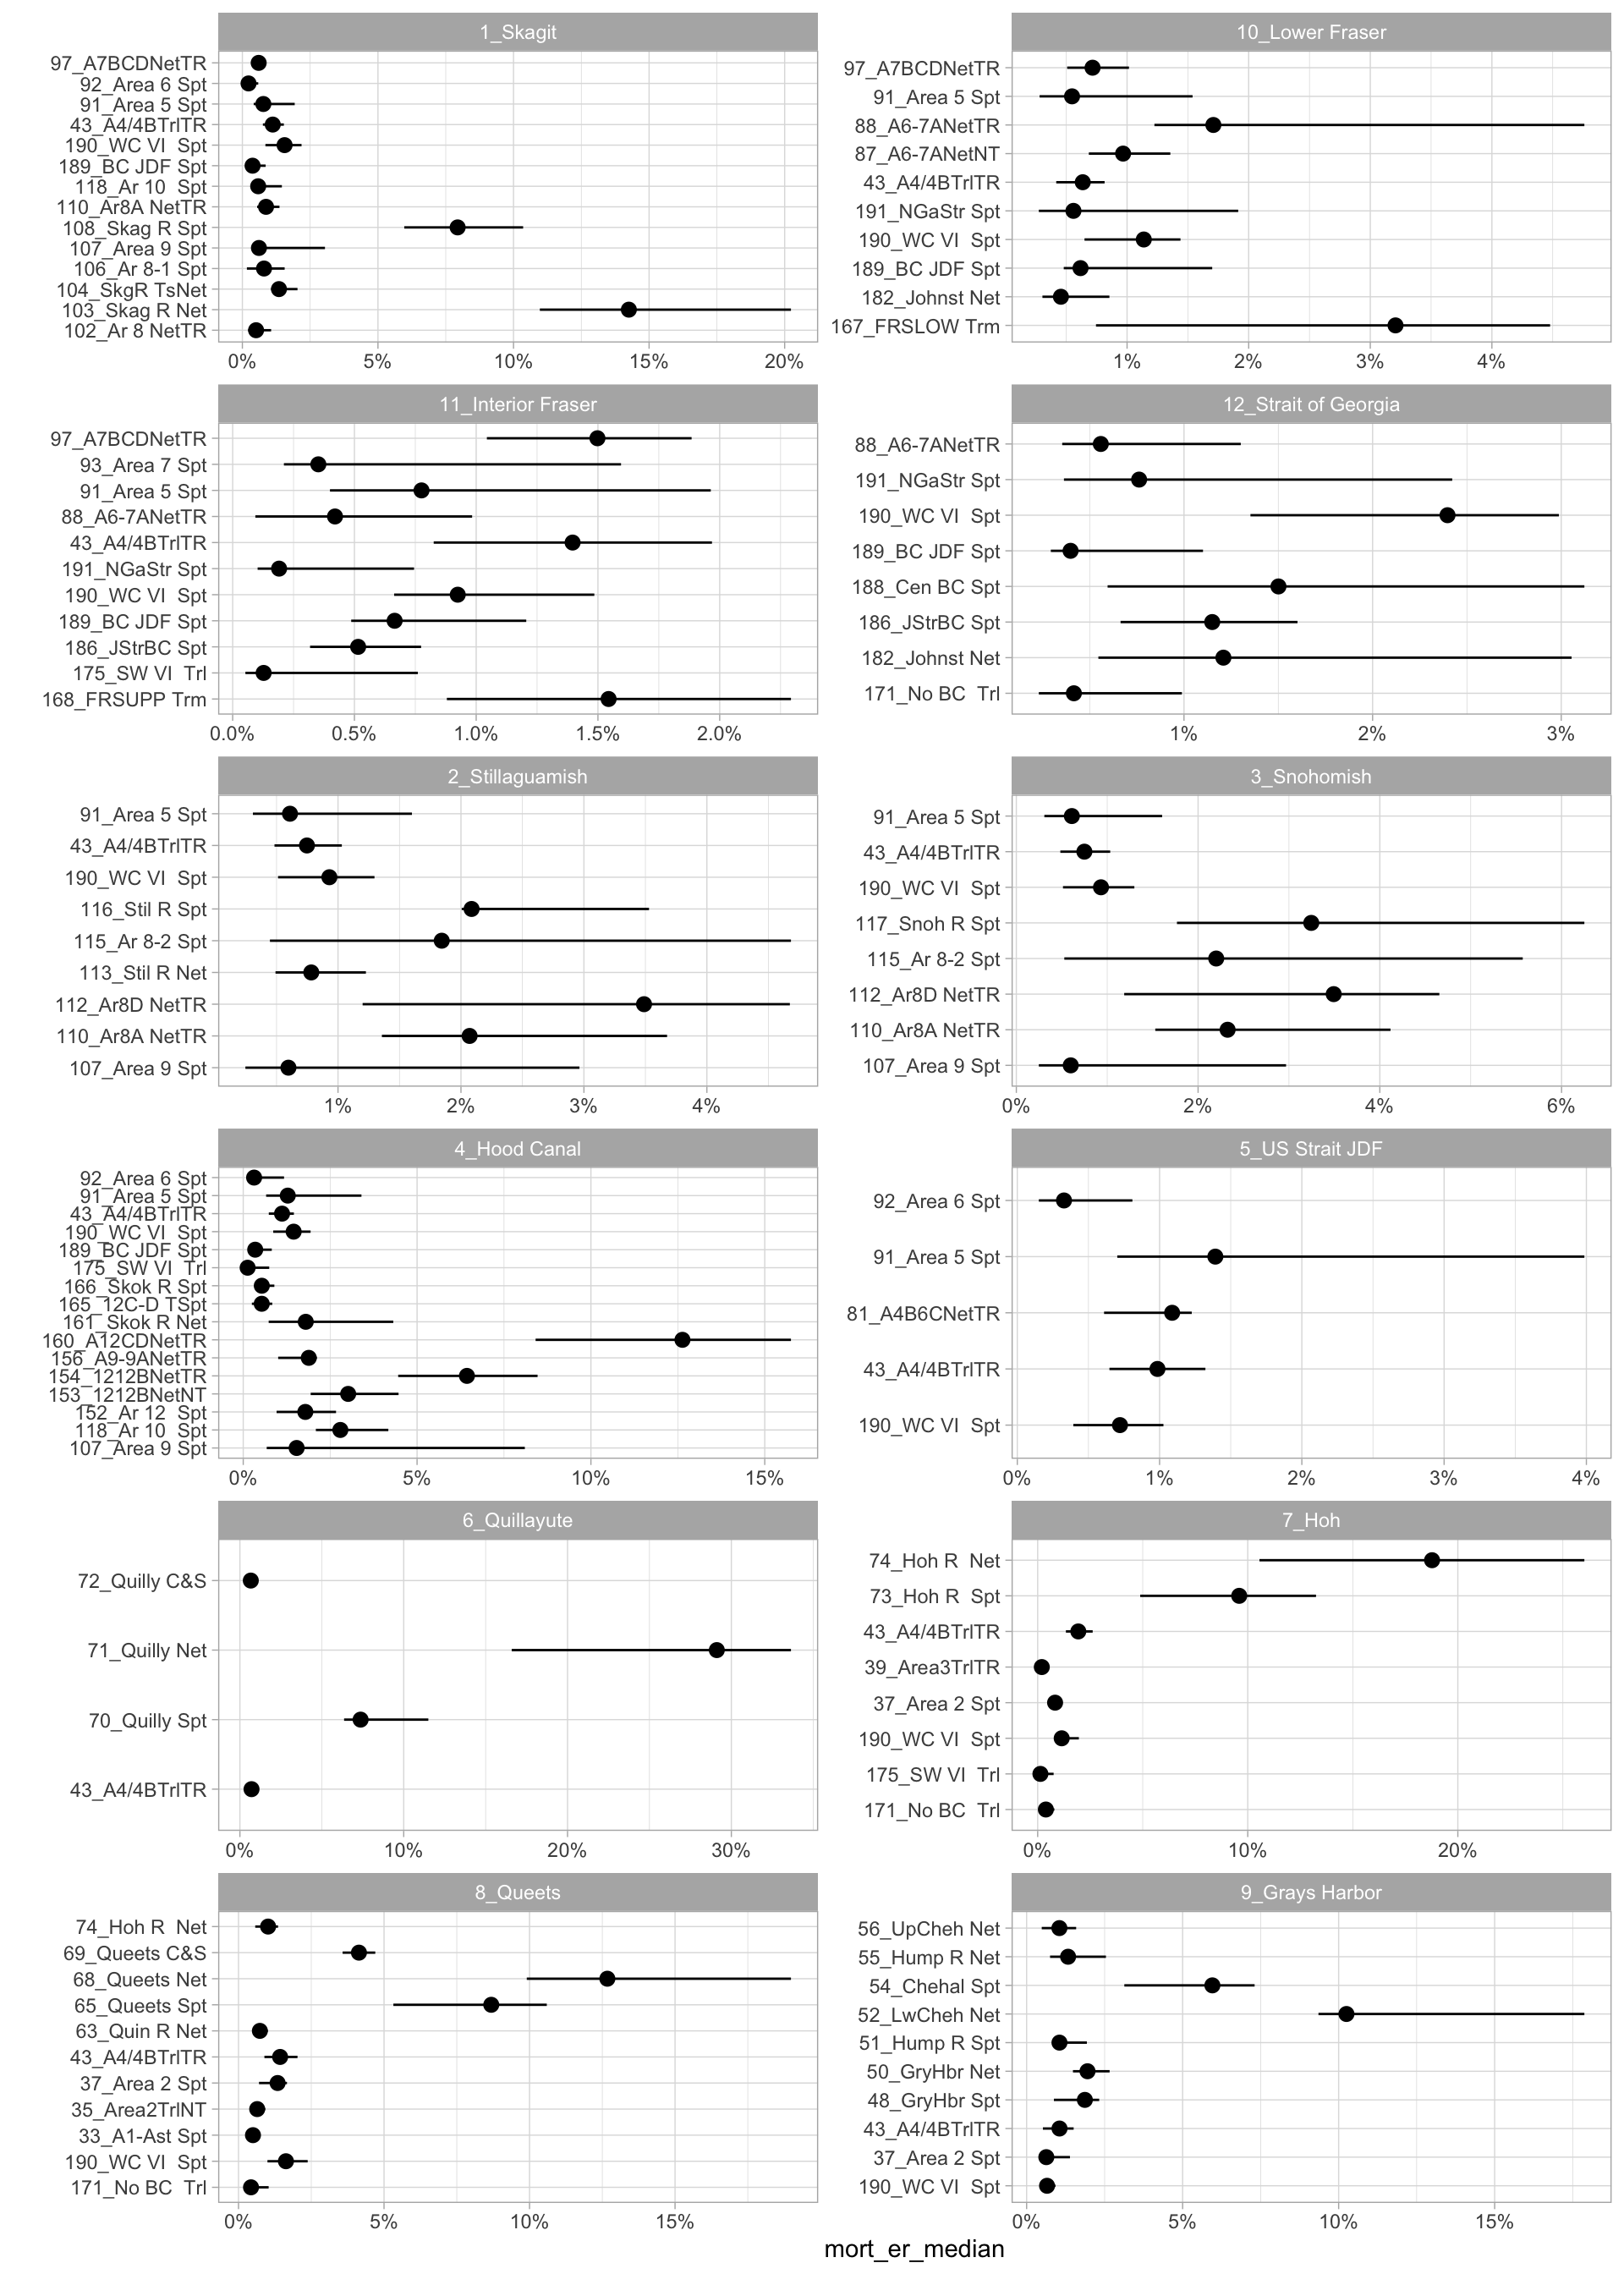 1_Skagit
97_A7BCDNetTR
92_Area 6 Spt
91_Area 5 Spt
43_A4/4BTrlTR
190_WC VI  Spt
189_BC JDF Spt
118_Ar 10  Spt
110_Ar8A NetTR
108_Skag R Spt
107_Area 9 Spt
106_Ar 8-1 Spt
104_SkgR TsNet
103_Skag R Net
102_Ar 8 NetTR
0% 5% 10% 15% 20%
10_Lower Fraser
97_A7BCDNetTR
91_Area 5 Spt
88_A6-7ANetTR
87_A6-7ANetNT
43_A4/4BTrlTR
191_NGaStr Spt
190_WC VI  Spt
189_BC JDF Spt
182_Johnst Net
167_FRSLOW Trm
1% 2% 3% 4%
11_Interior Fraser
97_A7BCDNetTR
93_Area 7 Spt
91_Area 5 Spt
88_A6-7ANetTR
43_A4/4BTrlTR
191_NGaStr Spt
190_WC VI  Spt
189_BC JDF Spt
186_JStrBC Spt
175_SW VI  Trl
168_FRSUPP Trm
0.0% 0.5% 1.0% 1.5% 2.0%
12_Strait of Georgia
88_A6-7ANetTR
191_NGaStr Spt
190_WC VI  Spt
189_BC JDF Spt
188_Cen BC Spt
186_JStrBC Spt
182_Johnst Net
171_No BC  Trl
1% 2% 3%
2_Stillaguamish
91_Area 5 Spt
43_A4/4BTrlTR
190_WC VI  Spt
116_Stil R Spt
115_Ar 8-2 Spt
113_Stil R Net
112_Ar8D NetTR
110_Ar8A NetTR
107_Area 9 Spt
1% 2% 3% 4%
3_Snohomish
91_Area 5 Spt
43_A4/4BTrlTR
190_WC VI  Spt
117_Snoh R Spt
115_Ar 8-2 Spt
112_Ar8D NetTR
110_Ar8A NetTR
107_Area 9 Spt
0% 2% 4% 6%
4_Hood Canal
92_Area 6 Spt
91_Area 5 Spt
43_A4/4BTrlTR
190_WC VI  Spt
189_BC JDF Spt
175_SW VI  Trl
166_Skok R Spt
165_12C-D TSpt
161_Skok R Net
160_A12CDNetTR
156_A9-9ANetTR
154_1212BNetTR
153_1212BNetNT
152_Ar 12  Spt
118_Ar 10  Spt
107_Area 9 Spt
0% 5% 10% 15%
5_US Strait JDF
92_Area 6 Spt
91_Area 5 Spt
81_A4B6CNetTR
43_A4/4BTrlTR
190_WC VI  Spt
0% 1% 2% 3% 4%
6_Quillayute
72_Quilly C&S
71_Quilly Net
70_Quilly Spt
43_A4/4BTrlTR
0% 10% 20% 30%
7_Hoh
74_Hoh R  Net
73_Hoh R  Spt
43_A4/4BTrlTR
39_Area3TrlTR
37_Area 2 Spt
190_WC VI  Spt
175_SW VI  Trl
171_No BC  Trl
0% 10% 20%
8_Queets
74_Hoh R  Net
69_Queets C&S
68_Queets Net
65_Queets Spt
63_Quin R Net
43_A4/4BTrlTR
37_Area 2 Spt
35_Area2TrlNT
33_A1-Ast Spt
190_WC VI  Spt
171_No BC  Trl
0% 5% 10% 15%
9_Grays Harbor
56_UpCheh Net
55_Hump R Net
54_Chehal Spt
52_LwCheh Net
51_Hump R Spt
50_GryHbr Net
48_GryHbr Spt
43_A4/4BTrlTR
37_Area 2 Spt
190_WC VI  Spt
0% 5% 10% 15%
mort_er_median